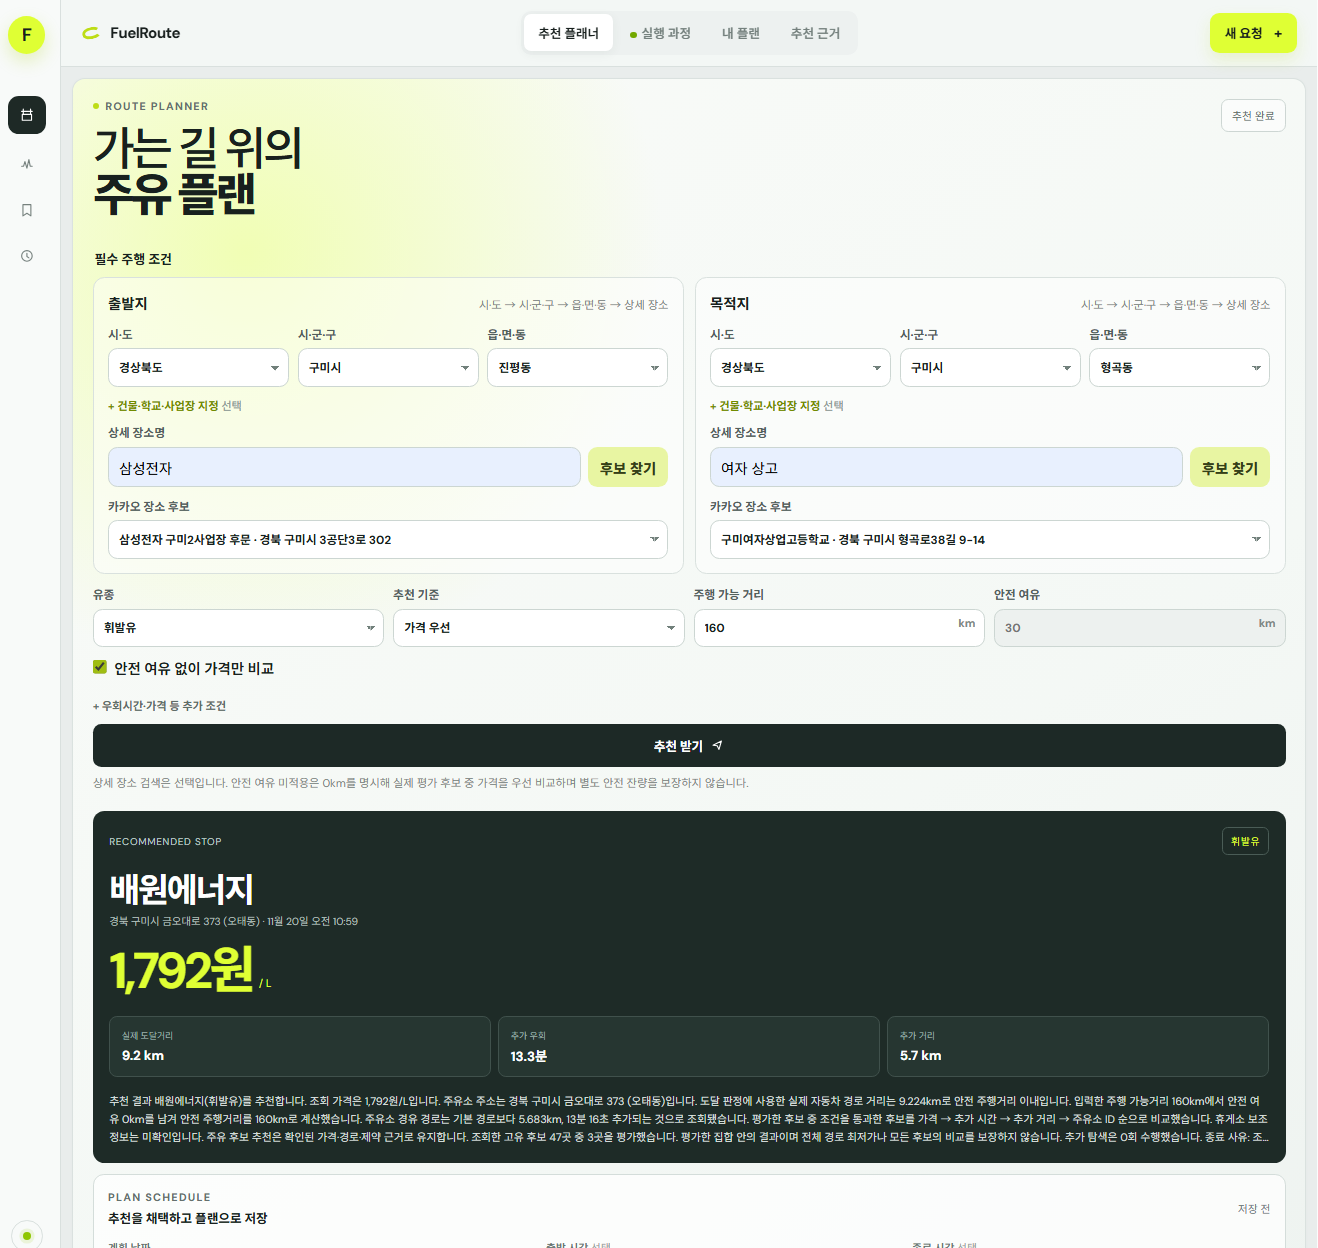 F
FuelRoute
추천 플래너
실행 과정
내 플랜
추천 근거
새 요청 +
ROUTE PLANNER
추천 완료
가는 길 위의
주유 플랜
필수 주행 조건
출발지
시·도 → 시·군·구 → 읍·면·동 → 상세 장소
시·도
시·군·구
읍·면·동
경상북도
구미시
진평동
+ 건물·학교·사업장 지정 선택
상세 장소명
삼성전자
후보 찾기
카카오 장소 후보
삼성전자 구미2사업장 후문 · 경북 구미시 3공단3로 302
목적지
시·도 → 시·군·구 → 읍·면·동 → 상세 장소
시·도
시·군·구
읍·면·동
경상북도
구미시
형곡동
+ 건물·학교·사업장 지정 선택
상세 장소명
여자 상고
후보 찾기
카카오 장소 후보
구미여자상업고등학교 · 경북 구미시 형곡로38길 9-14
유종
추천 기준
주행 가능 거리
안전 여유
휘발유
가격 우선
160
km
30
km
안전 여유 없이 가격만 비교
+ 우회시간·가격 등 추가 조건
추천 받기
상세 장소 검색은 선택입니다. 안전 여유 미적용은 0km를 명시해 실제 평가 후보 중 가격을 우선 비교하며 별도 안전 잔량을 보장하지 않습니다.
RECOMMENDED STOP
휘발유
배원에너지
경북 구미시 금오대로 373 (오태동) · 11월 20일 오전 10:59
1,792원 / L
실제 도달거리
9.2 km
추가 우회
13.3분
추가 거리
5.7 km
추천 결과 배원에너지(휘발유)를 추천합니다. 조회 가격은 1,792원/L입니다. 주유소 주소는 경북 구미시 금오대로 373 (오태동)입니다. 도달 판정에 사용한 실제 자동차 경로 거리는 9.224km로 안전 주행거리 이내입니다. 입력한 주행 가능거리 160km에서 안전 여
유 0km를 남겨 안전 주행거리를 160km로 계산했습니다. 주유소 경유 경로는 기본 경로보다 5.683km, 13분 16초 추가되는 것으로 조회됐습니다. 평가한 후보 중 조건을 통과한 후보를 가격 → 추가 시간 → 추가 거리 → 주유소 ID 순으로 비교했습니다. 휴게소 보조
정보는 미확인입니다. 주유 후보 추천은 확인된 가격·경로·제약 근거로 유지합니다. 조회한 고유 후보 47곳 중 3곳을 평가했습니다. 평가한 집합 안의 결과이며 전체 경로 최저가나 모든 후보의 비교를 보장하지 않습니다. 추가 탐색은 0회 수행했습니다. 종료 사유: 조...
PLAN SCHEDULE
추천을 채택하고 플랜으로 저장
저장 전
계획 날짜
출발 시간 선택
종료 시간 선택